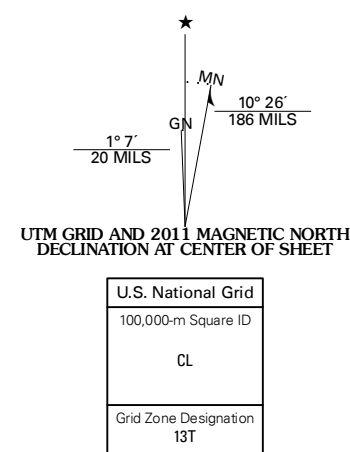 ★
MN
GN
10° 26´
186 MILS
1° 7´
20 MILS
UTM GRID AND 2011 MAGNETIC NORTH
DECLINATION AT CENTER OF SHEET
U.S. National Grid
100,000-m Square ID
CL
Grid Zone Designation
13T